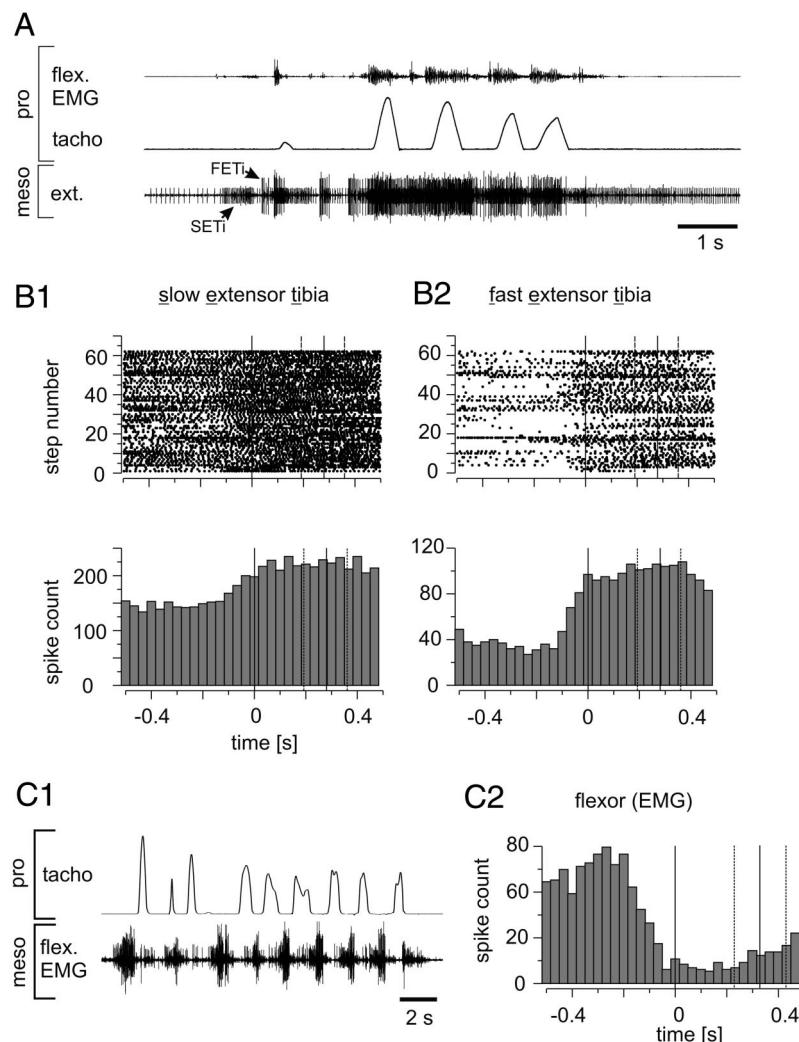 A
pro
flex.
EMG
tacho
meso
ext.
FETi
SETi
1 s
B1
slow extensor tibia
B2
fast extensor tibia
step number
60
40
20
0
60
40
20
0
spike count
200
150
100
0
120
80
40
0
-0.4 0 0.4
time [s]
-0.4 0 0.4
C1
pro
tacho
meso
flex.
EMG
2 s
C2
flexor (EMG)
spike count
80
60
40
20
0
-0.4 0 0.4
time [s]